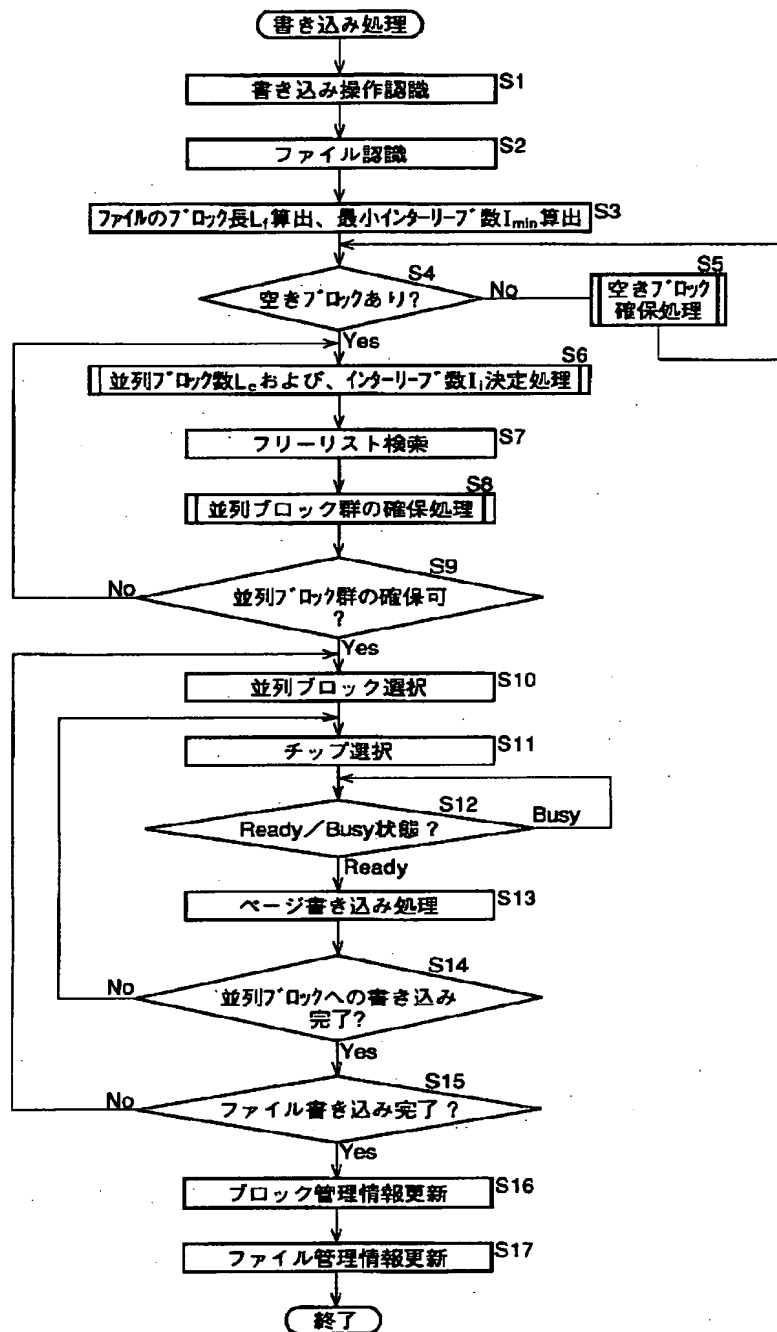 書き込み処理
書き込み操作認識 S1
ファイル認識 S2
ファイルのブロック長Lf算出、最小インターリーブ数Imin算出 S3
S4
空きブロックあり?
No
S5
空きブロック
確保処理
Yes
S6
並列ブロック数Lcおよび、インターリーブ数Ii決定処理
フリーリスト検索 S7
S8
並列ブロック群の確保処理
S9
No
並列ブロック群の確保可
?
Yes
並列ブロック選択 S10
チップ選択 S11
S12
Ready/Busy状態?
Busy
Ready
ページ書き込み処理 S13
S14
No
並列ブロックへの書き込み
完了?
Yes
S15
No
ファイル書き込み完了?
Yes
ブロック管理情報更新 S16
ファイル管理情報更新 S17
終了